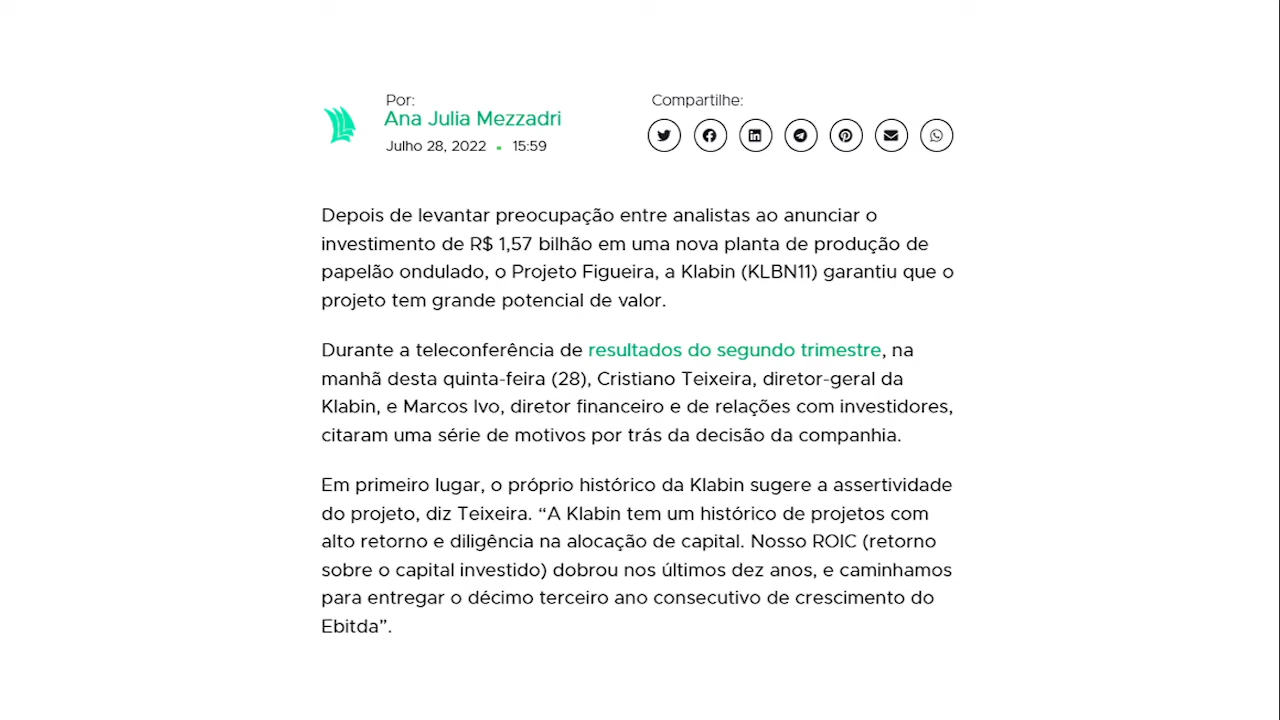 Por:
Ana Julia Mezzadri
Julho 28, 2022 15:59
Compartilhe:
Depois de levantar preocupação entre analistas ao anunciar o
investimento de R$ 1,57 bilhão em uma nova planta de produção de
papelão ondulado, o Projeto Figueira, a Klabin (KLBN11) garantiu que o
projeto tem grande potencial de valor.
Durante a teleconferência de resultados do segundo trimestre, na
manhã desta quinta-feira (28), Cristiano Teixeira, diretor-geral da
Klabin, e Marcos Ivo, diretor financeiro e de relações com investidores,
citaram uma série de motivos por trás da decisão da companhia.
Em primeiro lugar, o próprio histórico da Klabin sugere a assertividade
do projeto, diz Teixeira. “A Klabin tem um histórico de projetos com
alto retorno e diligência na alocação de capital. Nosso ROIC (retorno
sobre o capital investido) dobrou nos últimos dez anos, e caminhamos
para entregar o décimo terceiro ano consecutivo de crescimento do
Ebitda”.